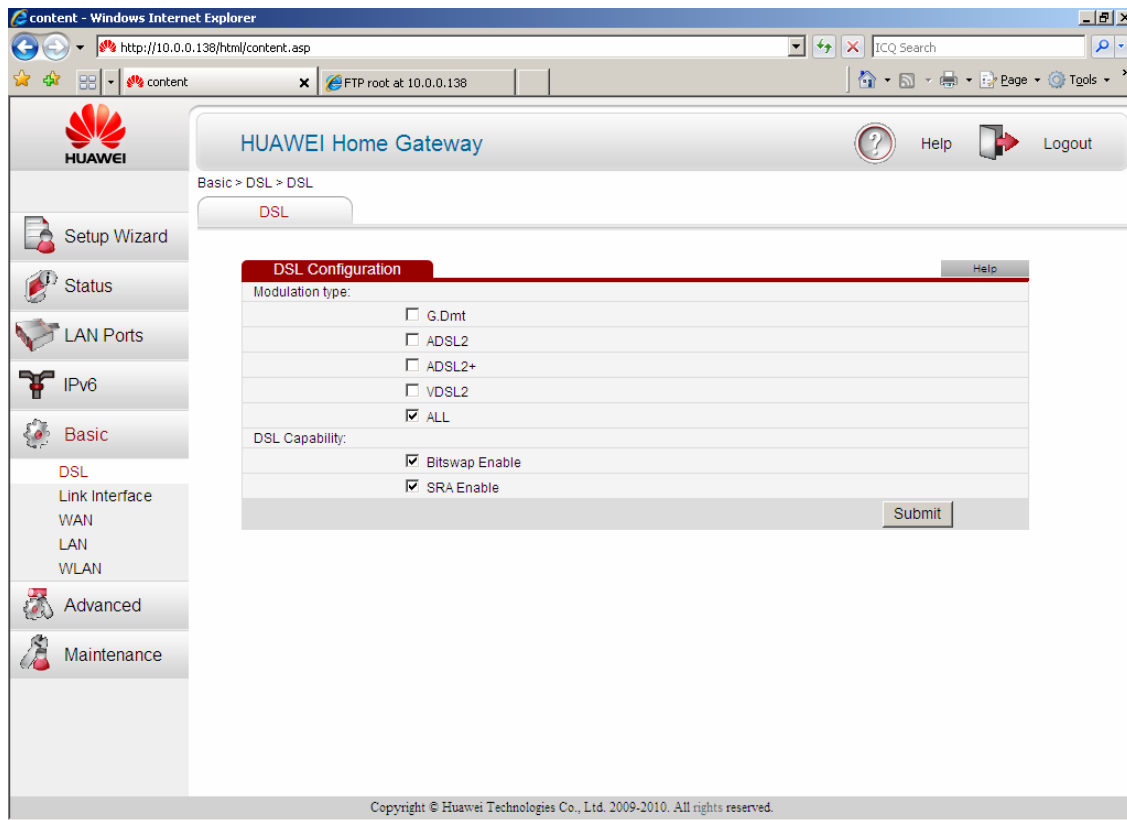 content - Windows Internet Explorer
http://10.0.0.138/html/content.asp
ICQ Search
content
FTP root at 10.0.0.138
Page
Tools
HUAWEI
HUAWEI Home Gateway
Help
Logout
Basic > DSL > DSL
DSL
Setup Wizard
Status
LAN Ports
IPv6
Basic
DSL
Link Interface
WAN
LAN
WLAN
Advanced
Maintenance
DSL Configuration
Help
Modulation type:
G.Dmt
ADSL2
ADSL2+
VDSL2
ALL
DSL Capability:
Bitswap Enable
SRA Enable
Submit
Copyright © Huawei Technologies Co., Ltd. 2009-2010. All rights reserved.